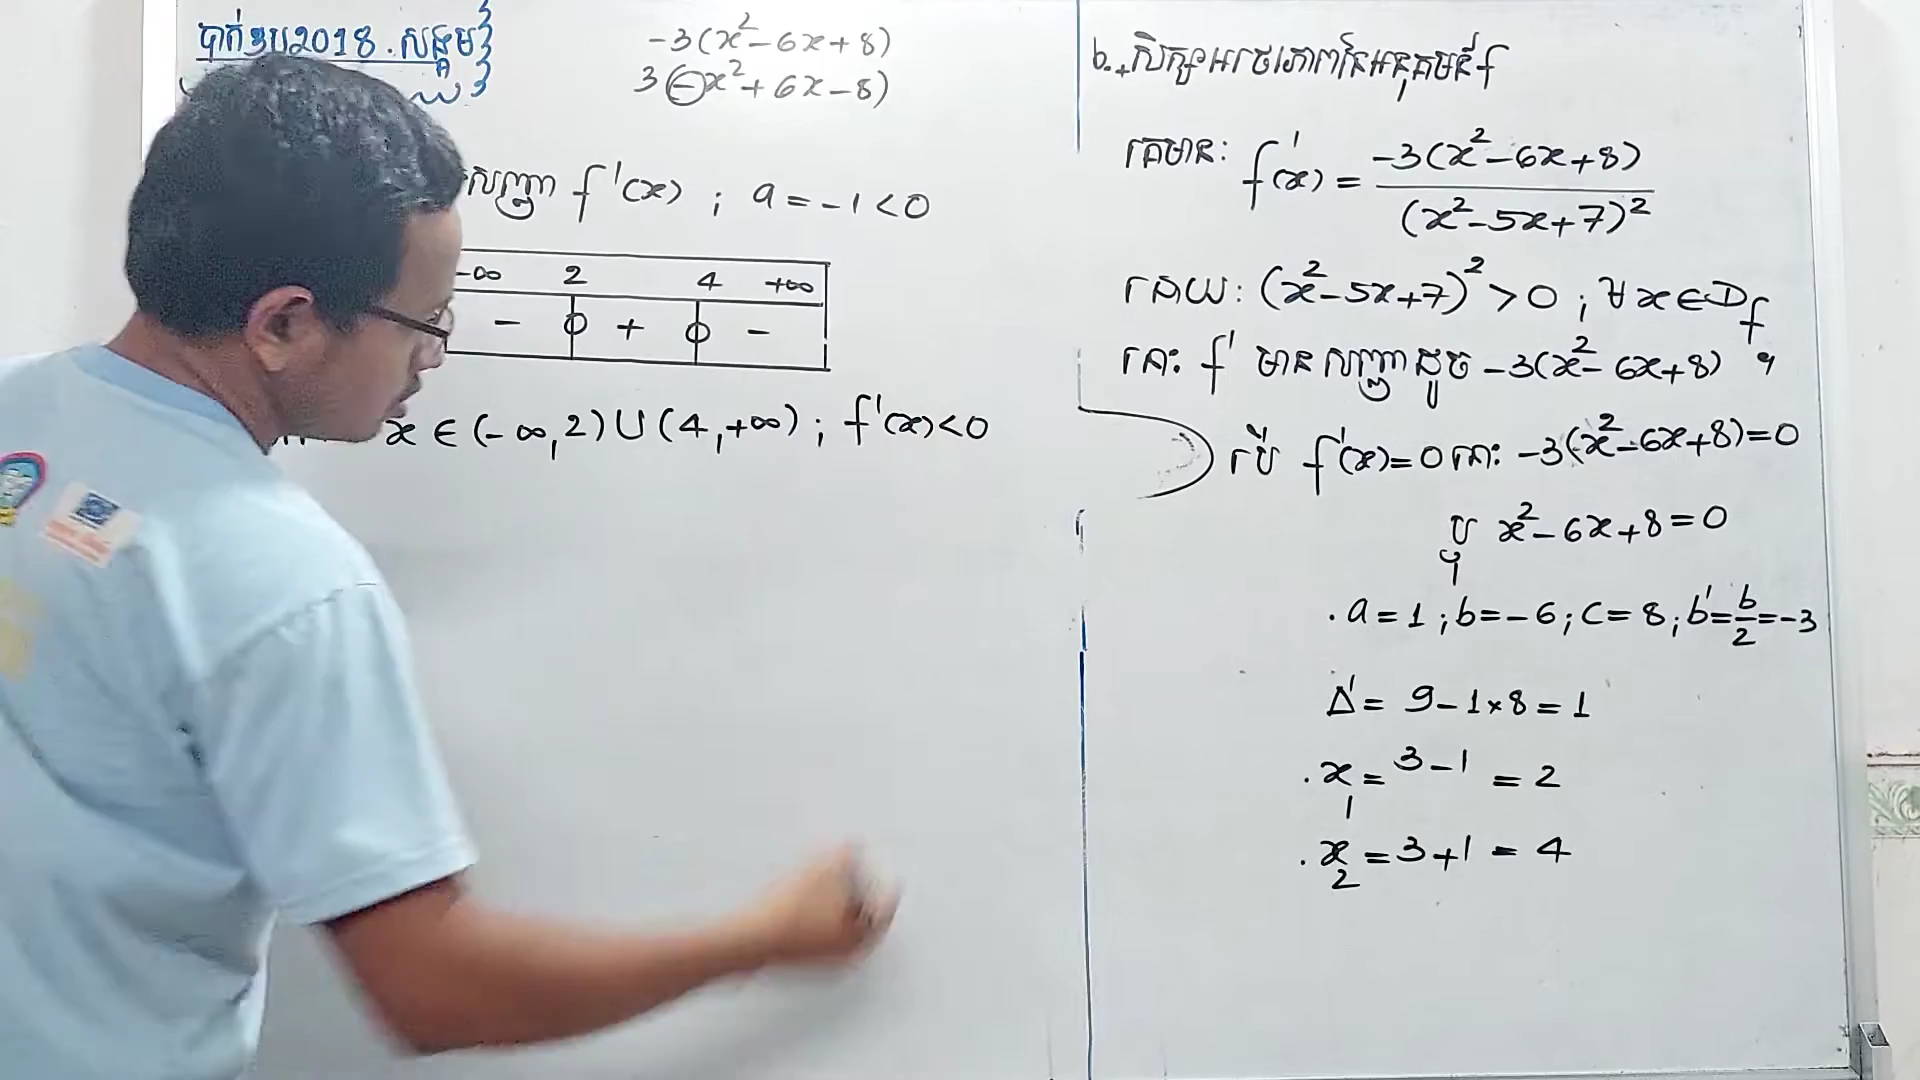 បាក់ឌុប2018. សង្គម
-3(x²-6x+8)
3(-x²+6x-8)
សញ្ញា f'(x) ; a = -1 < 0
-∞ 2 4 +∞
- 0 + 0 -
x ∈ (-∞,2)∪(4,+∞) ; f'(x)<0
b. + សិក្សាអថេរភាពនៃអនុគមន៍ f
គេមាន: f'(x) = -3(x²-6x+8) / (x²-5x+7)²
ដោយ: (x²-5x+7)² > 0 ; ∀x∈D_f
នោះ f' មានសញ្ញាដូច -3(x²-6x+8) ។
បើ f'(x)=0 នោះ -3(x²-6x+8)=0
ឬ x²-6x+8=0
. a=1 ; b=-6 ; c=8 ; b'=b/2=-3
Δ' = 9-1×8 = 1
. x₁ = 3-1 = 2
. x₂ = 3+1 = 4